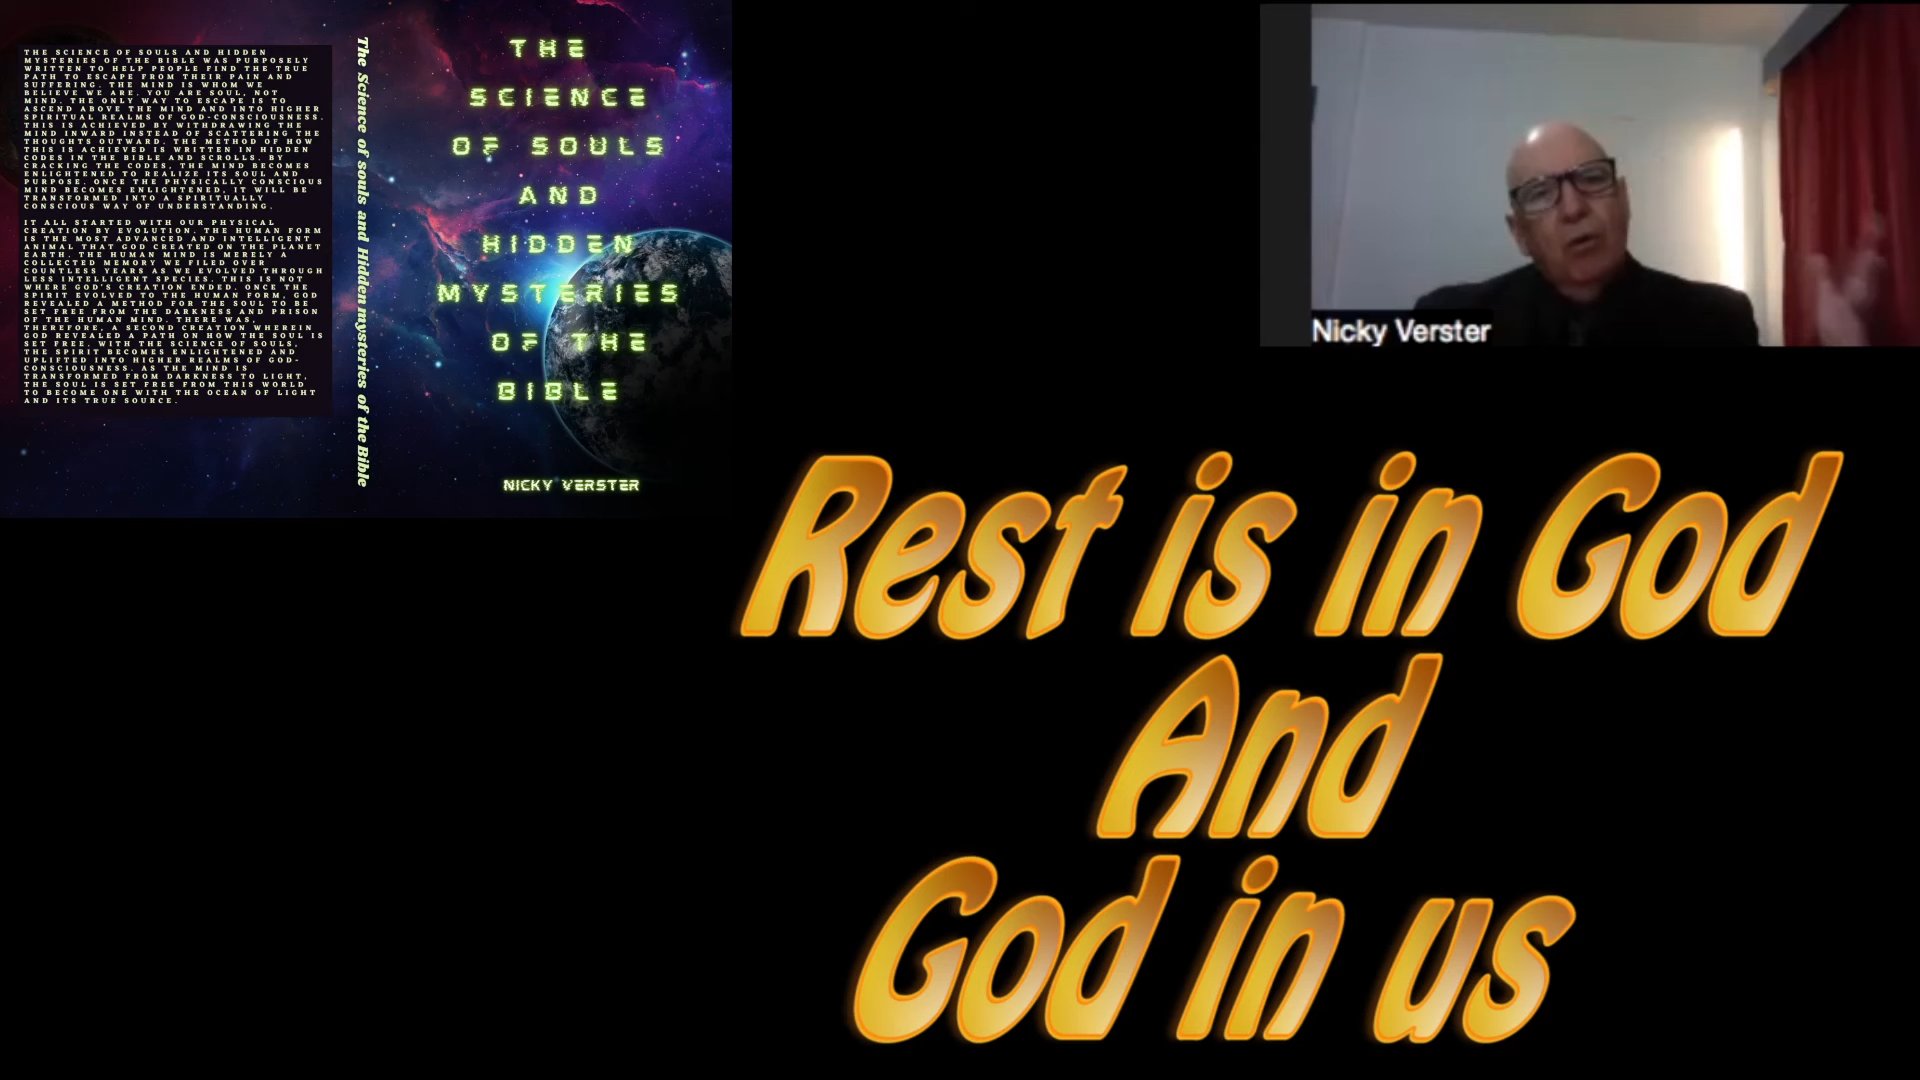 THE SCIENCE OF SOULS AND HIDDEN
MYSTERIES OF THE BIBLE WAS PURPOSELY
WRITTEN TO HELP PEOPLE FIND THE TRUE
PATH TO ESCAPE FROM THEIR PAIN AND
SUFFERING. THE MIND IS WHOM WE
BELIEVE WE ARE. YOU ARE SOUL, NOT
MIND. THE ONLY WAY TO ESCAPE IS TO
ASCEND ABOVE THE MIND AND INTO HIGHER
SPIRITUAL REALMS OF GOD-CONSCIOUSNESS.
THIS IS ACHIEVED BY WITHDRAWING THE
MIND INWARD INSTEAD OF SCATTERING THE
THOUGHTS OUTWARD. THE METHOD OF HOW
THIS IS ACHIEVED IS WRITTEN IN HIDDEN
CODES IN THE BIBLE AND SCROLLS. BY
CRACKING THE CODES, THE MIND BECOMES
ENLIGHTENED TO REALIZE ITS SOUL AND
PURPOSE. ONCE THE PHYSICALLY CONSCIOUS
MIND BECOMES ENLIGHTENED, IT WILL BE
TRANSFORMED INTO A SPIRITUALLY
CONSCIOUS WAY OF UNDERSTANDING.
IT ALL STARTED WITH OUR PHYSICAL
CREATION BY EVOLUTION. THE HUMAN FORM
IS THE MOST ADVANCED AND INTELLIGENT
ANIMAL THAT GOD CREATED ON THE PLANET
EARTH. THE HUMAN MIND IS MERELY A
COLLECTED MEMORY WE FILED OVER
COUNTLESS YEARS AS WE EVOLVED THROUGH
LESS INTELLIGENT SPECIES. THIS IS NOT
WHERE GOD'S CREATION ENDED. ONCE THE
SPIRIT EVOLVED TO THE HUMAN FORM, GOD
REVEALED A METHOD FOR THE SOUL TO BE
SET FREE FROM THE DARKNESS AND PRISON
OF THE HUMAN MIND. THERE WAS,
THEREFORE, A SECOND CREATION WHEREIN
GOD REVEALED A PATH ON HOW THE SOUL IS
SET FREE. WITH THE SCIENCE OF SOULS,
THE SPIRIT BECOMES ENLIGHTENED AND
UPLIFTED INTO HIGHER REALMS OF GOD-
CONSCIOUSNESS. AS THE MIND IS
TRANSFORMED FROM DARKNESS TO LIGHT,
THE SOUL IS SET FREE FROM THIS WORLD
TO BECOME ONE WITH THE OCEAN OF LIGHT
AND ITS TRUE SOURCE.
The Science of souls and Hidden mysteries of the Bible
THE
SCIENCE
OF SOULS
AND
HIDDEN
MYSTERIES
OF THE
BIBLE
NICKY VERSTER
Nicky Verster
Rest is in God
And
God in us